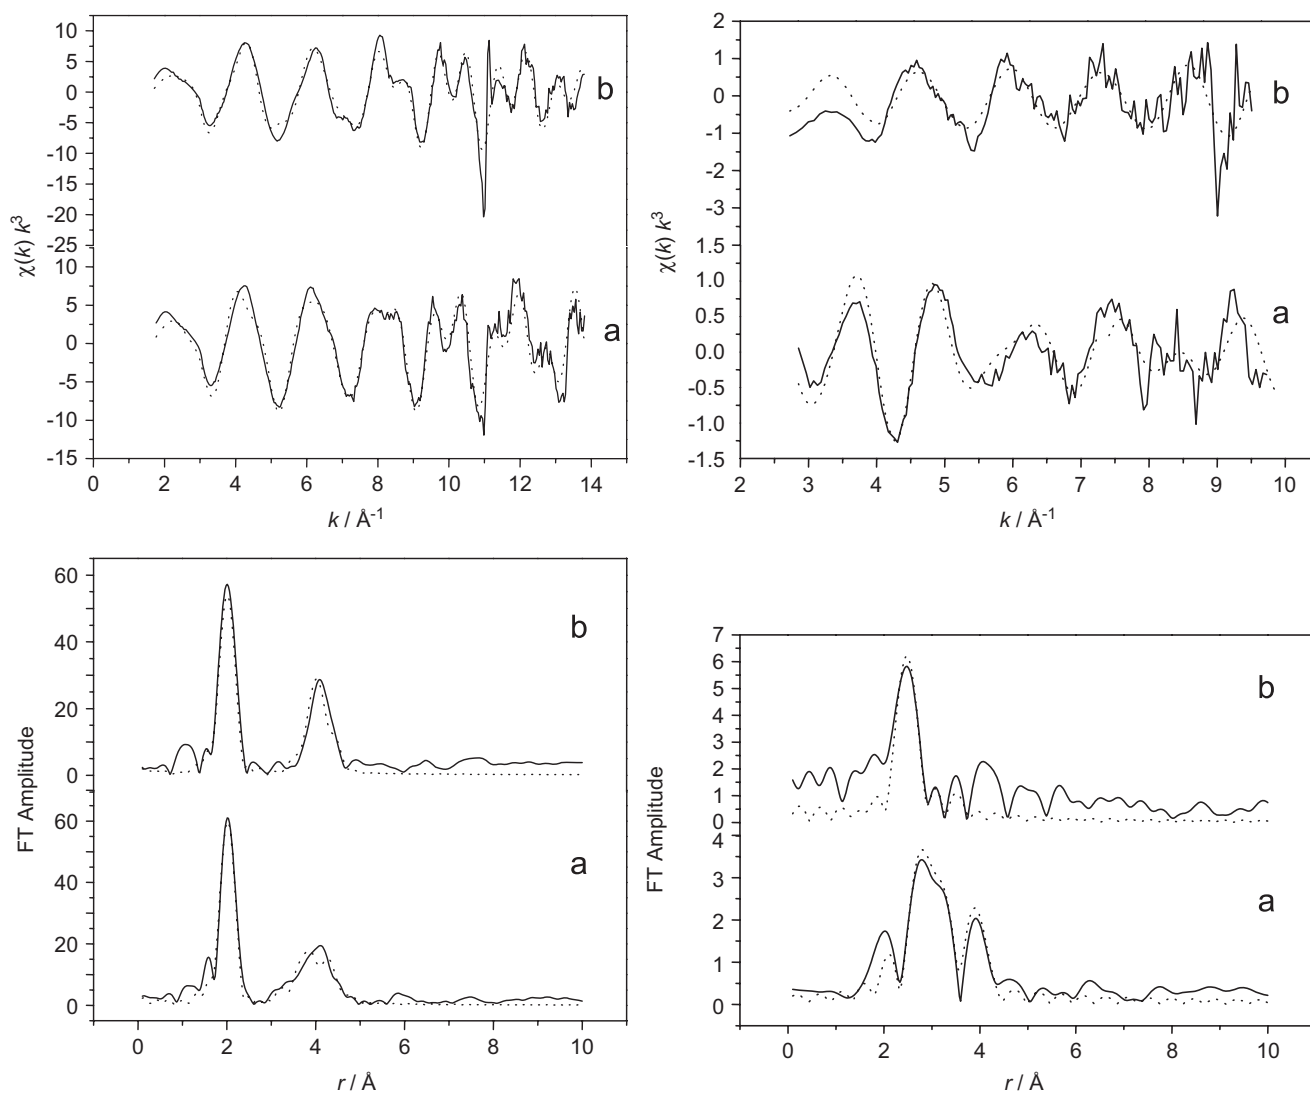 10
5
0
-5
-10
-15
-20
-25
10
5
0
-5
-10
-15
b
a
χ(k) k³
0 2 4 6 8 10 12 14
k / Å⁻¹
2
1
0
-1
-2
-3
1.5
1.0
0.5
0.0
-0.5
-1.0
-1.5
b
a
χ(k) k³
2 3 4 5 6 7 8 9 10
k / Å⁻¹
60
40
20
0
60
40
20
0
b
a
FT Amplitude
0 2 4 6 8 10
r / Å
7
6
5
4
3
2
1
0
4
3
2
1
0
b
a
FT Amplitude
0 2 4 6 8 10
r / Å